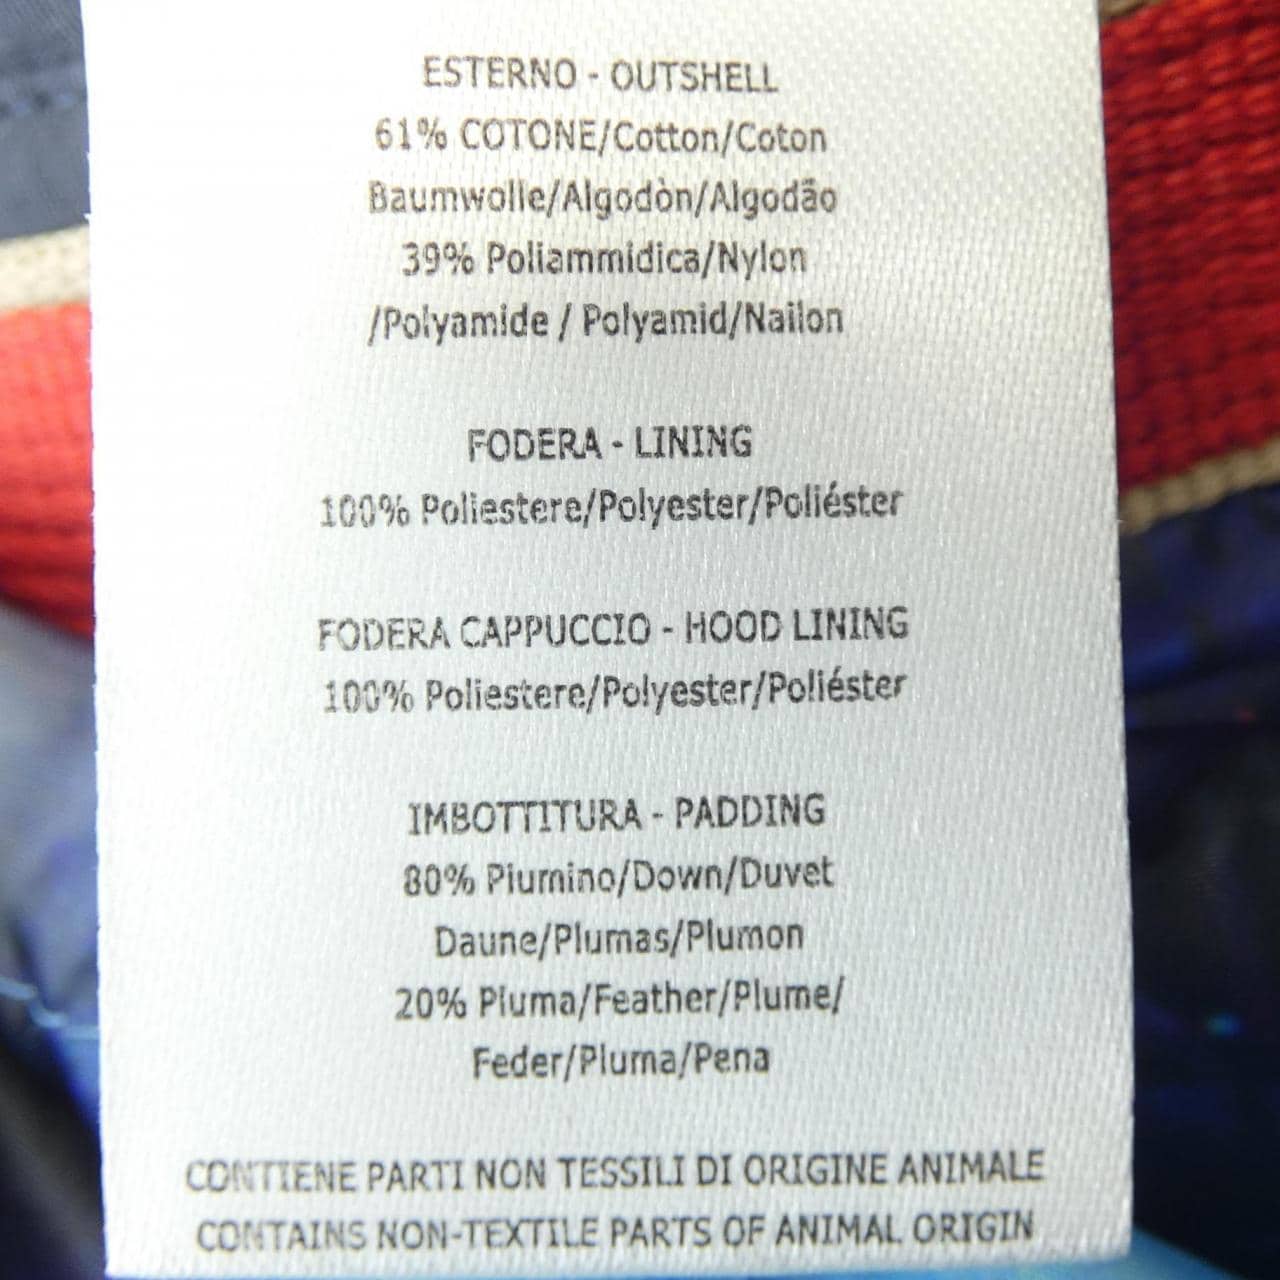 ESTERNO - OUTSHELL
61% COTONE/Cotton/Coton
Baumwolle/Algodòn/Algodão
39% Poliammidica/Nylon
/Polyamide / Polyamid/Nailon
FODERA - LINING
100% Poliestere/Polyester/Poliéster
FODERA CAPPUCCIO - HOOD LINING
100% Poliestere/Polyester/Poliéster
IMBOTTITURA - PADDING
80% Piumino/Down/Duvet
Daune/Plumas/Plumon
20% Piuma/Feather/Plume/
Feder/Pluma/Pena
CONTIENE PARTI NON TESSILI DI ORIGINE ANIMALE
CONTAINS NON-TEXTILE PARTS OF ANIMAL ORIGIN